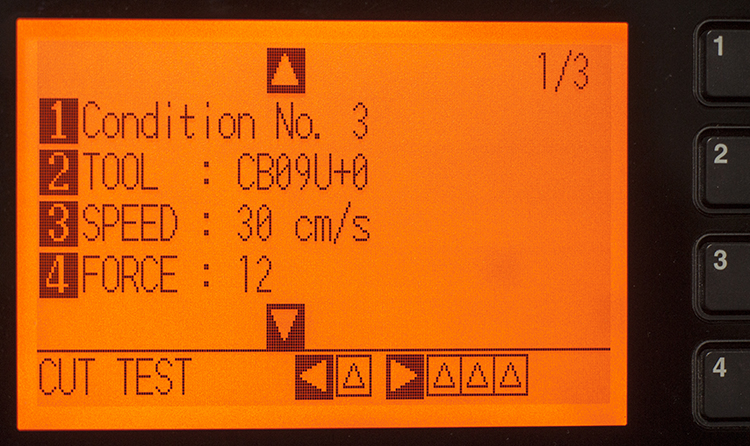 1/3
1 Condition No. 3
2 TOOL : CB09U+0
3 SPEED : 30 cm/s
4 FORCE : 12
CUT TEST
1
2
3
4